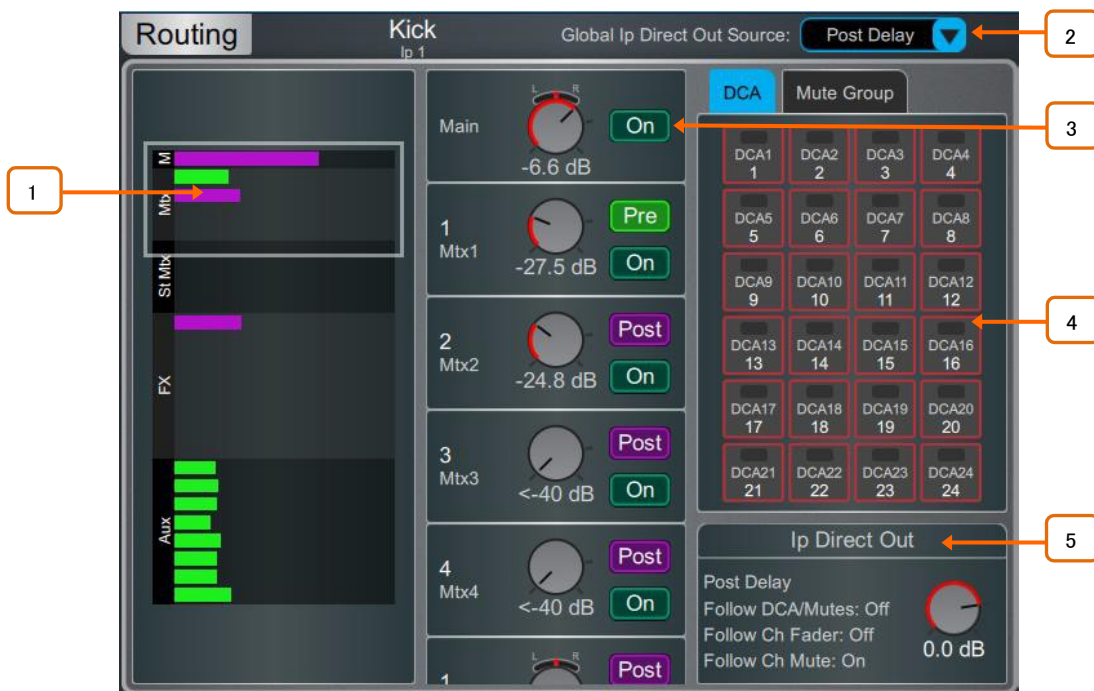 Routing
Kick
Ip 1
Global Ip Direct Out Source:
Post Delay
2
DCA
Mute Group
M
Mtx
St Mtx
FX
Aux
1
Main
L R
-6.6 dB
On
3
1
Mtx1
-27.5 dB
Pre
On
2
Mtx2
-24.8 dB
Post
On
3
Mtx3
<-40 dB
Post
On
4
Mtx4
<-40 dB
Post
On
1
L R
Post
DCA1 DCA2 DCA3 DCA4
1 2 3 4
DCA5 DCA6 DCA7 DCA8
5 6 7 8
DCA9 DCA10 DCA11 DCA12
9 10 11 12
DCA13 DCA14 DCA15 DCA16
13 14 15 16
4
DCA17 DCA18 DCA19 DCA20
17 18 19 20
DCA21 DCA22 DCA23 DCA24
21 22 23 24
Ip Direct Out
5
Post Delay
Follow DCA/Mutes: Off
Follow Ch Fader: Off
Follow Ch Mute: On
0.0 dB